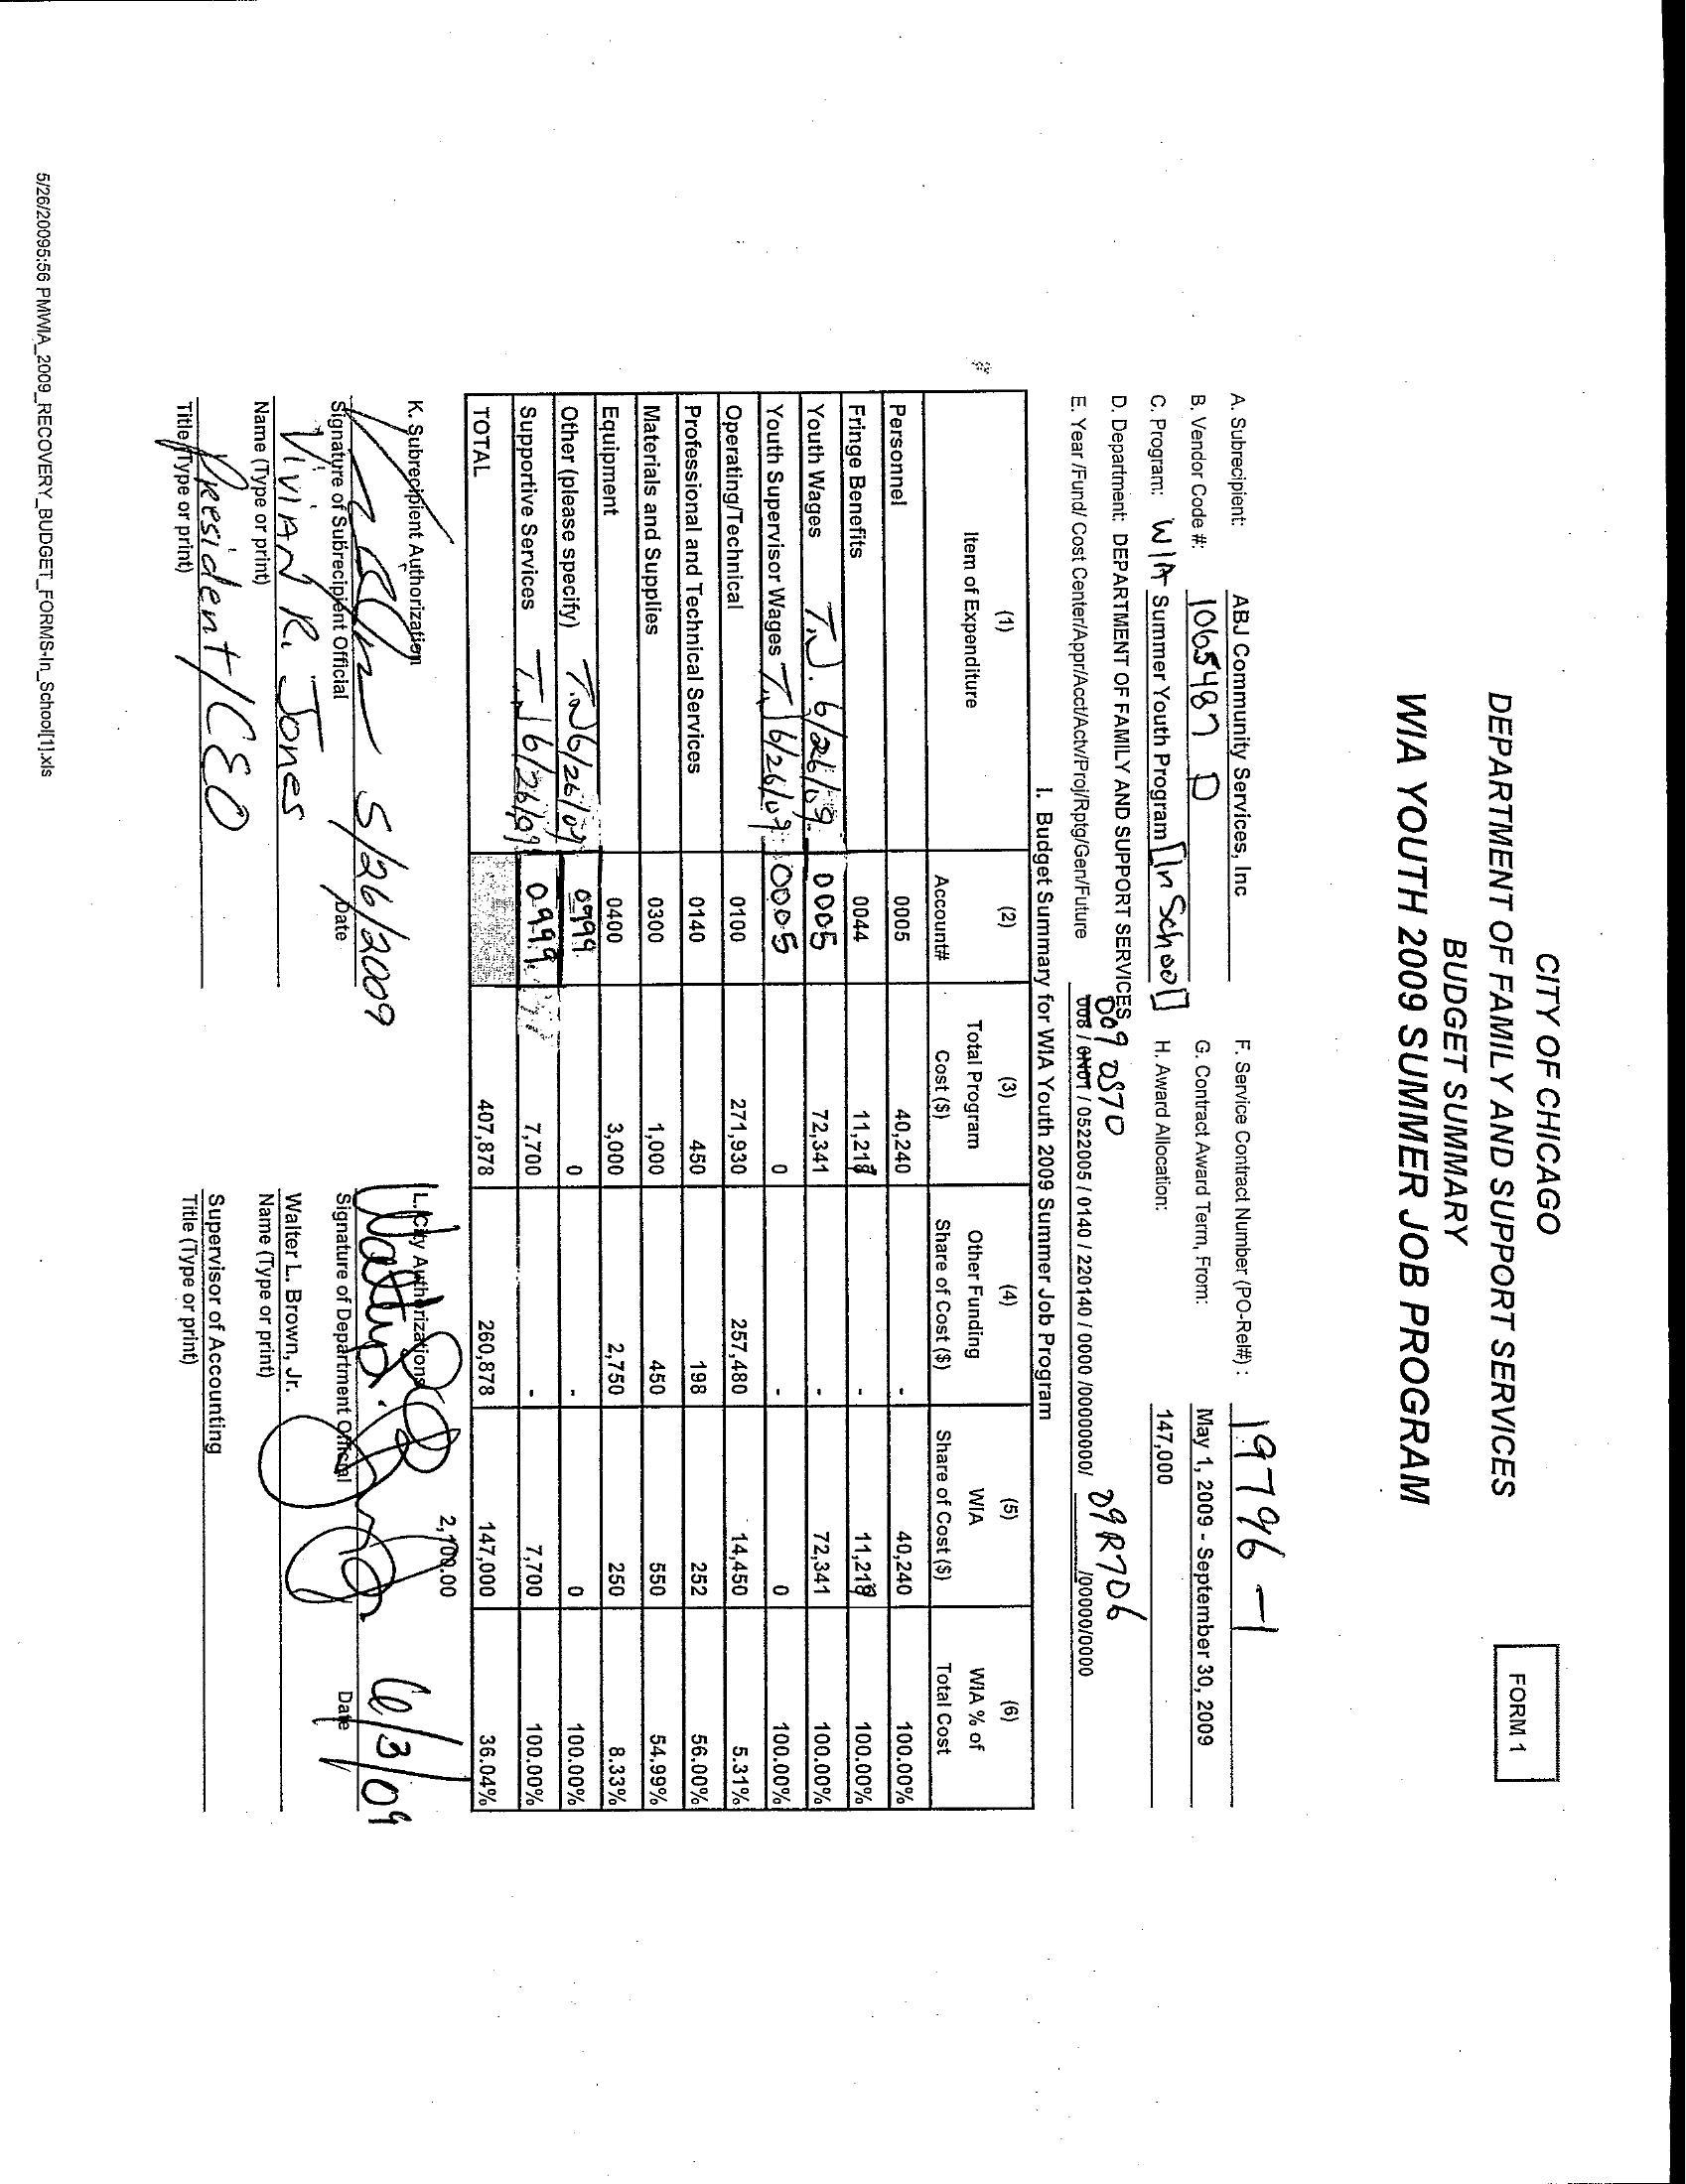 CITY OF CHICAGO
DEPARTMENT OF FAMILY AND SUPPORT SERVICES
BUDGET SUMMARY
WIA YOUTH 2009 SUMMER JOB PROGRAM
FORM 1
A. Subrecipient: ABJ Community Services, Inc F. Service Contract Number (PO-Rel#) : 19796 -1
B. Vendor Code #: 1065487 D G. Contract Award Term, From: May 1, 2009 - September 30, 2009
C. Program: WIA Summer Youth Program [In School] H. Award Allocation: 147,000
D. Department: DEPARTMENT OF FAMILY AND SUPPORT SERVICES
009 0S70 09R706
E. Year /Fund/ Cost Center/Appr/Acct/Actv/Proj/Rptg/Gen/Future 008 / 0N01 / 0522005 / 0140 / 220140 / 0000 /00000000/ /00000/0000
I. Budget Summary for WIA Youth 2009 Summer Job Program
(1) (2) (3) (4) (5) (6)
Item of Expenditure Account# Total Program Cost ($) Other Funding Share of Cost ($) WIA Share of Cost ($) WIA % of Total Cost
Personnel 0005 40,240 - 40,240 100.00%
Fringe Benefits 0044 11,218 - 11,218 100.00%
Youth Wages T.N. 6/26/09 0005 72,341 - 72,341 100.00%
Youth Supervisor Wages T.N 6/26/09 0005 0 - 0 100.00%
Operating/Technical 0100 271,930 257,480 14,450 5.31%
Professional and Technical Services 0140 450 198 252 56.00%
Materials and Supplies 0300 1,000 450 550 54.99%
Equipment 0400 3,000 2,750 250 8.33%
Other (please specify) T.N 6/26/09 0999 0 - 0 100.00%
Supportive Services T.N 6/26/09 0999 7,700 - 7,700 100.00%
TOTAL 407,878 260,878 147,000 36.04%
2,100.00
K. Subrecipient Authorization L. City Authorizations
5/26/2009 6/3/09
Signature of Subrecipient Official Date Signature of Department Official Date
Vivian R. Jones Walter L. Brown, Jr.
Name (Type or print) Name (Type or print)
President/CEO Supervisor of Accounting
Title (Type or print) Title (Type or print)
5/26/20095:56 PMWIA_2009_RECOVERY_BUDGET_FORMS-In_School[1].xls